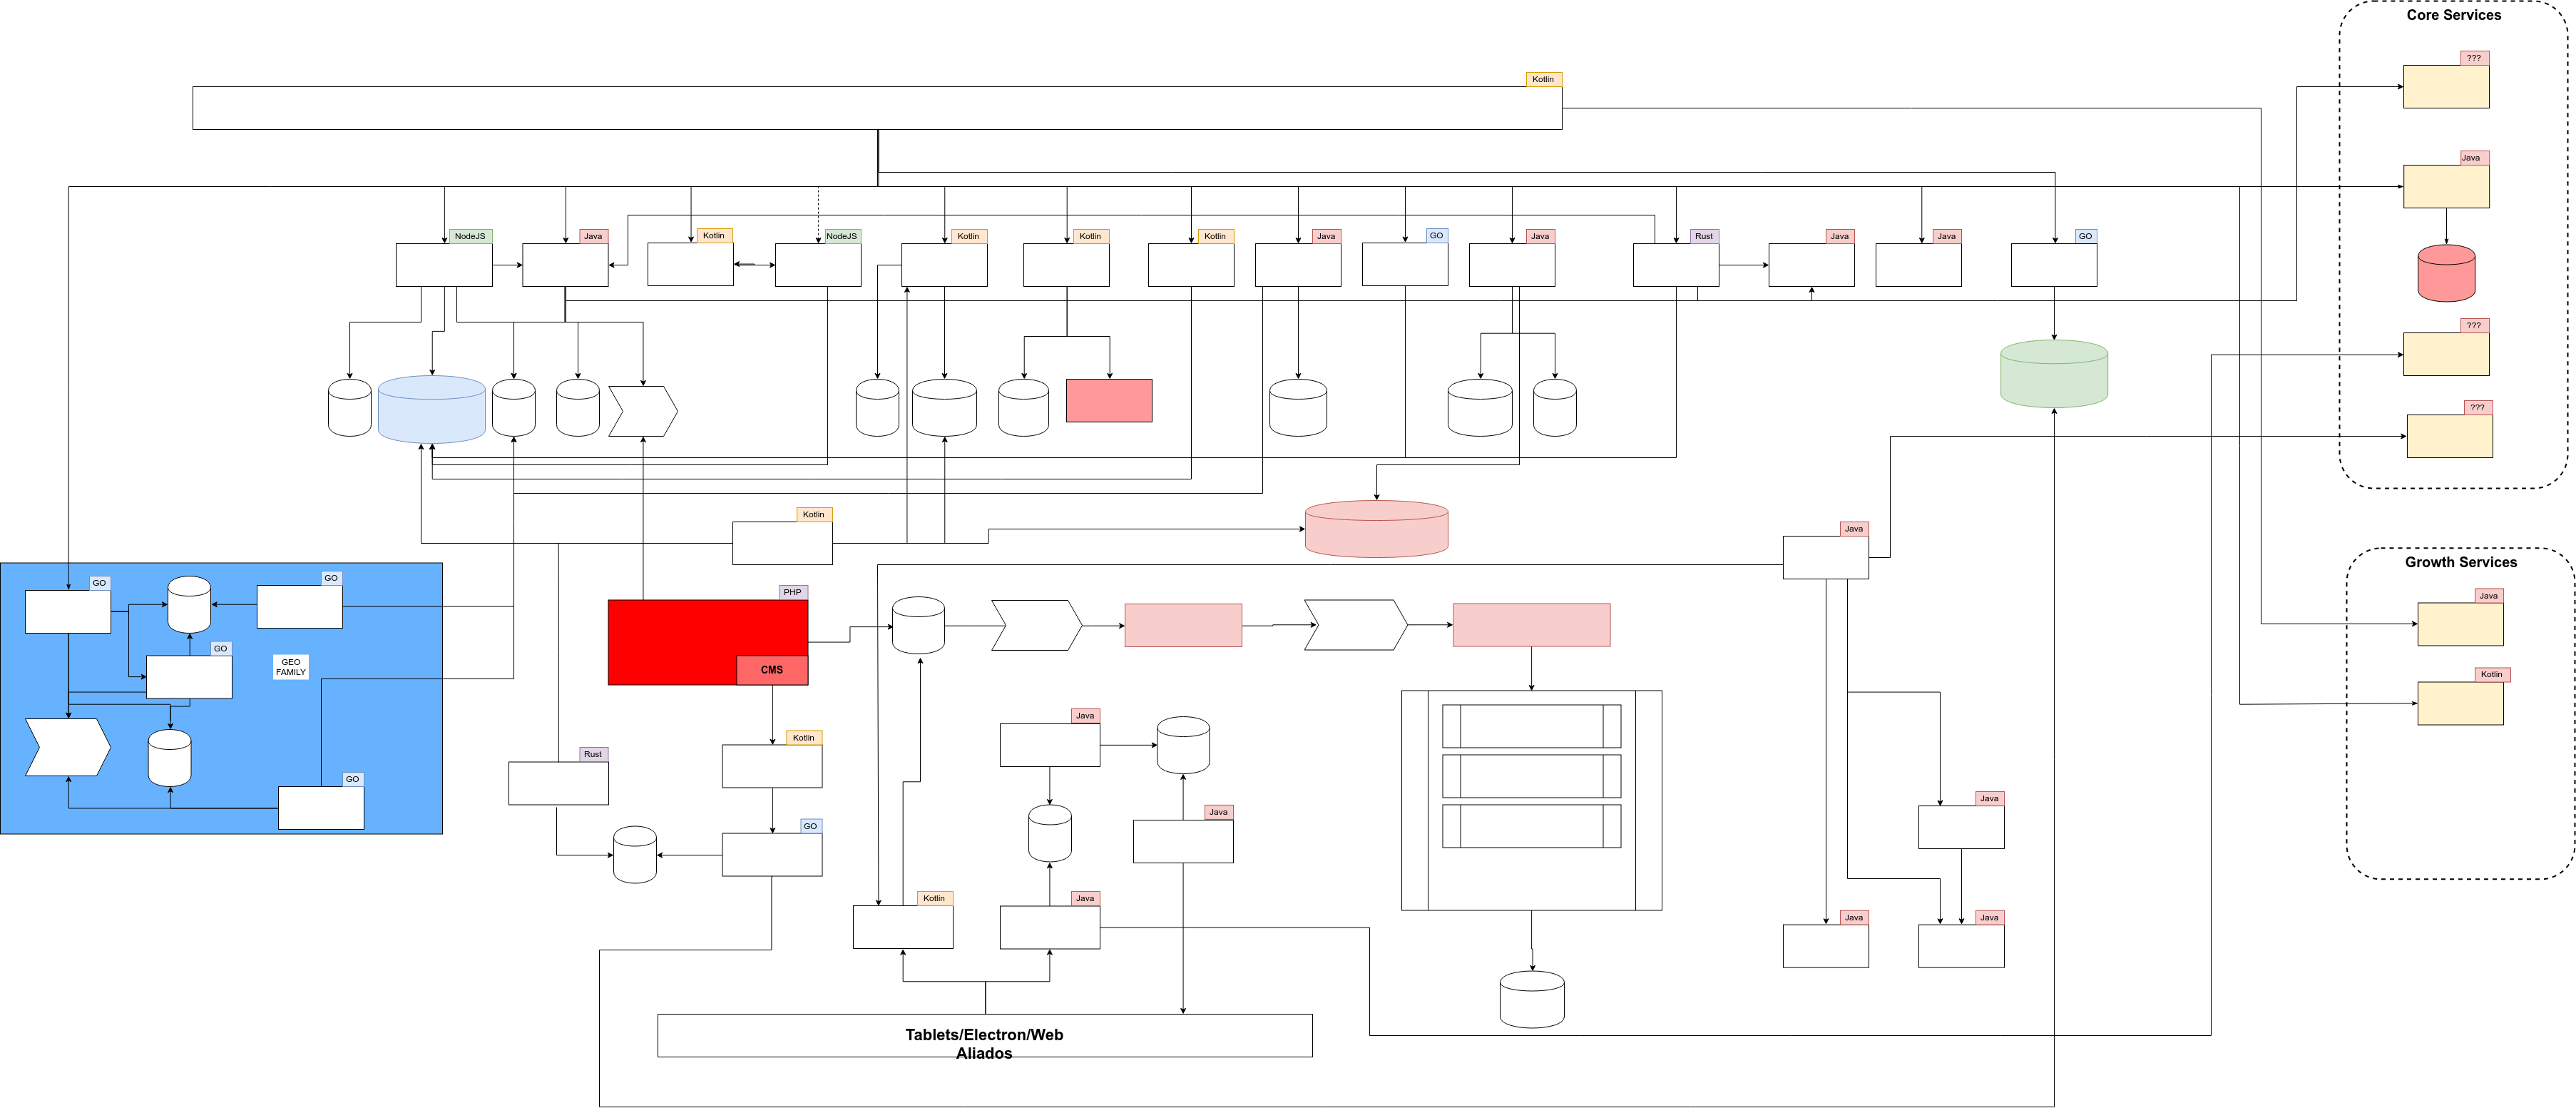 Core Services
???
Kotlin
Java
NodeJS
Java
Kotlin
NodeJS
Kotlin
Kotlin
Kotlin
Java
GO
Java
Rust
Java
Java
GO
???
???
Kotlin
Java
Growth Services
GO
GO
PHP
Java
GO
GEO
FAMILY
CMS
Kotlin
Java
Kotlin
Rust
GO
Java
Java
GO
Kotlin
Java
Java
Java
Tablets/Electron/Web
Aliados